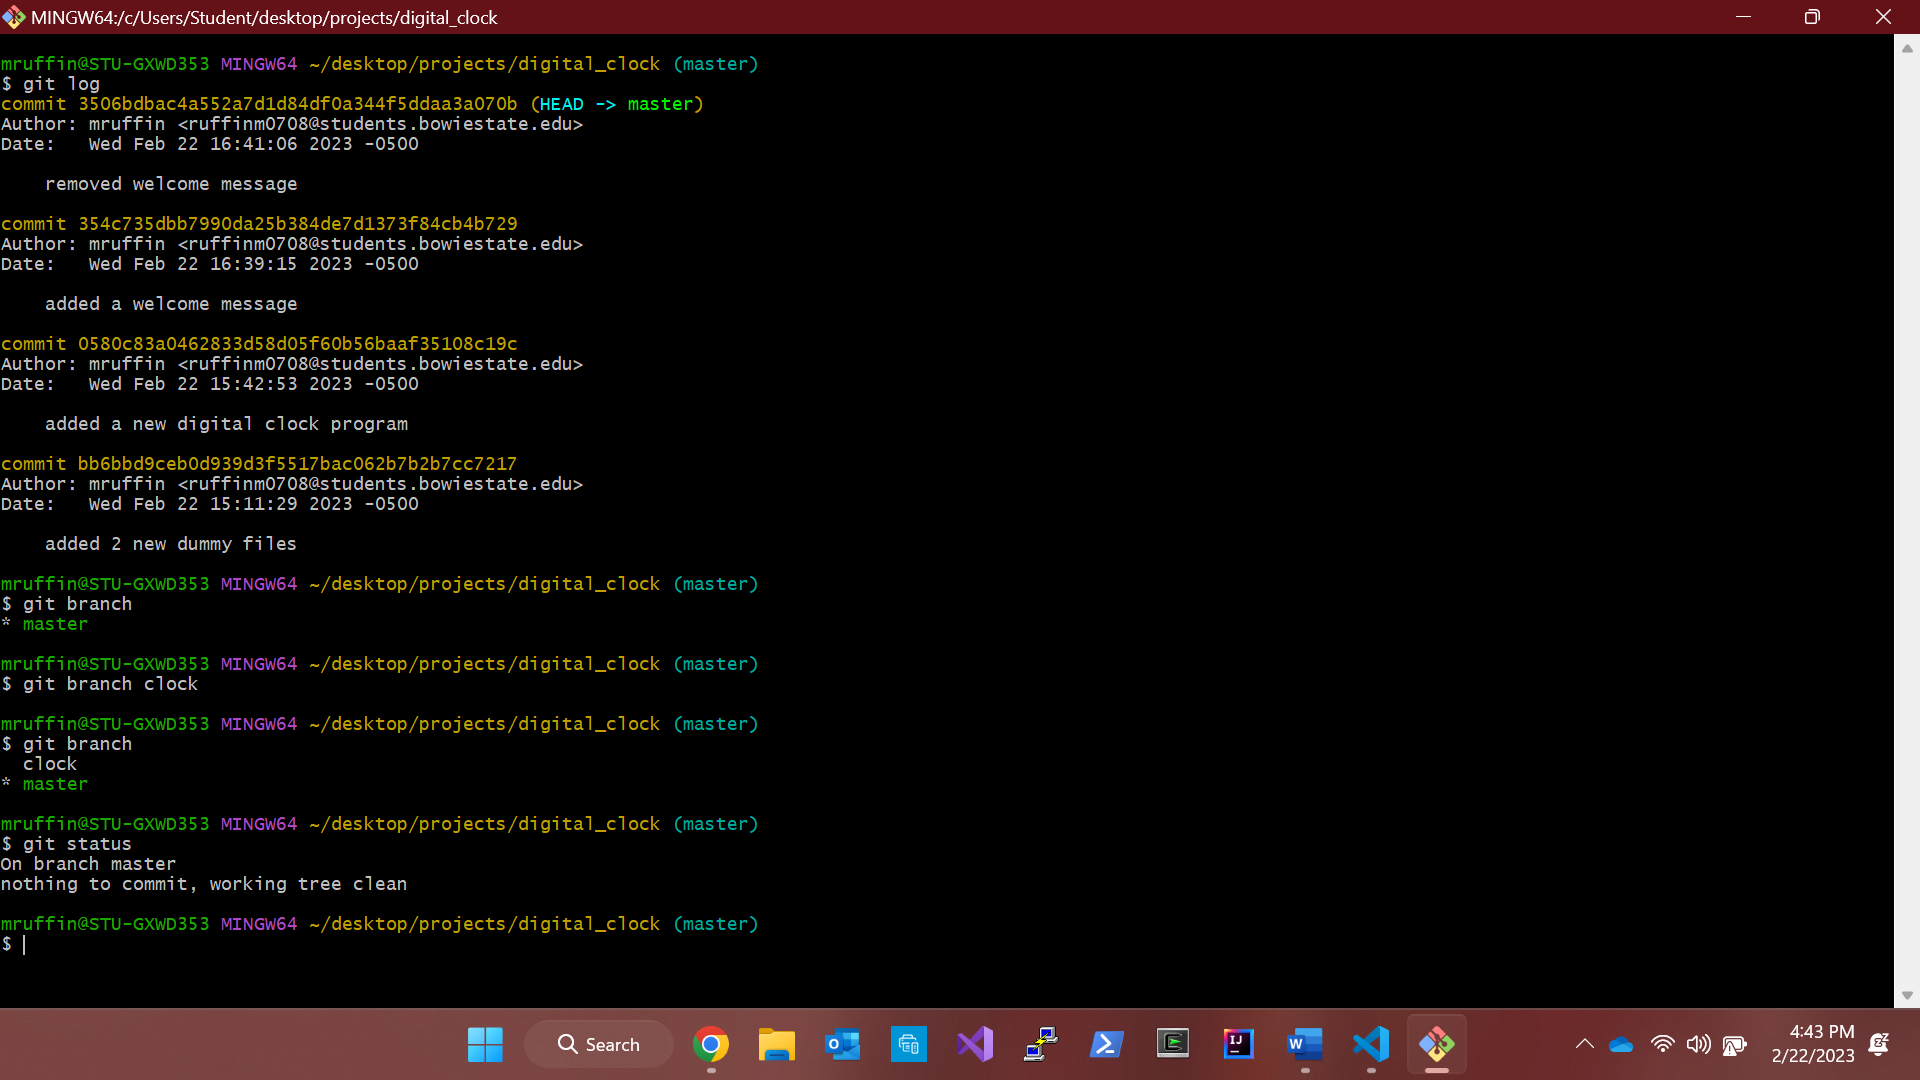 MINGW64:/c/Users/Student/desktop/projects/digital_clock
mruffin@STU-GXWD353 MINGW64 ~/desktop/projects/digital_clock (master)
$ git log
commit 3506bdbac4a552a7d1d84df0a344f5ddaa3a070b (HEAD -> master)
Author: mruffin <ruffinm0708@students.bowiestate.edu>
Date:   Wed Feb 22 16:41:06 2023 -0500
    removed welcome message
commit 354c735dbb7990da25b384de7d1373f84cb4b729
Author: mruffin <ruffinm0708@students.bowiestate.edu>
Date:   Wed Feb 22 16:39:15 2023 -0500
    added a welcome message
commit 0580c83a0462833d58d05f60b56baaf35108c19c
Author: mruffin <ruffinm0708@students.bowiestate.edu>
Date:   Wed Feb 22 15:42:53 2023 -0500
    added a new digital clock program
commit bb6bbd9ceb0d939d3f5517bac062b7b2b7cc7217
Author: mruffin <ruffinm0708@students.bowiestate.edu>
Date:   Wed Feb 22 15:11:29 2023 -0500
    added 2 new dummy files
mruffin@STU-GXWD353 MINGW64 ~/desktop/projects/digital_clock (master)
$ git branch
* master
mruffin@STU-GXWD353 MINGW64 ~/desktop/projects/digital_clock (master)
$ git branch clock
mruffin@STU-GXWD353 MINGW64 ~/desktop/projects/digital_clock (master)
$ git branch
  clock
* master
mruffin@STU-GXWD353 MINGW64 ~/desktop/projects/digital_clock (master)
$ git status
On branch master
nothing to commit, working tree clean
mruffin@STU-GXWD353 MINGW64 ~/desktop/projects/digital_clock (master)
$
Search
4:43 PM
2/22/2023